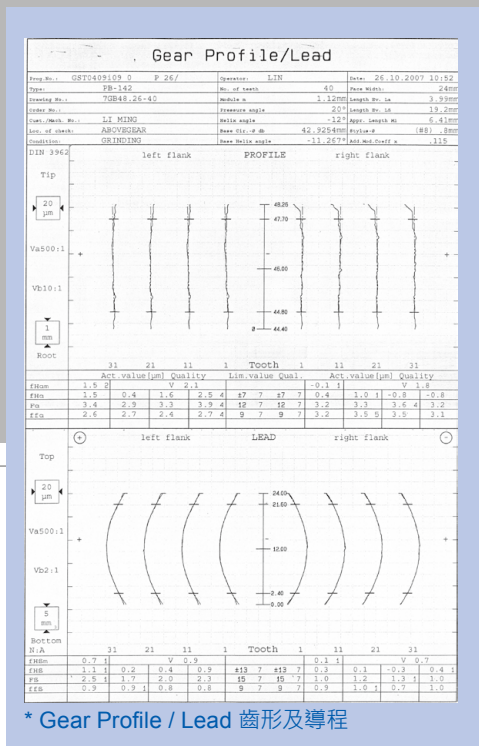 Gear Profile/Lead
Prog.No.: GST0409109 0 P 26/ Operator: LIN Date: 26.10.2007 10:52
Type: PB-142 No. of teeth 40 Face Width: 24mm
Drawing No.: 7GB48.26-40 Module m 1.12mm Length Ev. La 3.99mm
Order No.: Pressure angle 20° Length Ev. Lb 19.2mm
Cust./Mach. No.: LI MING Helix angle -12° Appr. Length M1 6.41mm
Loc. of check: ABOVEGEAR Base Cir.-Ø db 42.9254mm Stylus-Ø (#8) .8mm
Condition: GRINDING Base Helix angle -11.267° Add.Mod.Coeff x .115
DIN 3962 left flank PROFILE right flank
Tip
20
µm
48.26
47.70
Va500:1
46.00
Vb10:1
44.80
1
mm
ø 44.40
Root
31 21 11 1 Tooth 1 11 21 31
Act.value[µm] Quality Lim.value Qual. Act.value[µm] Quality
fHαm 1.5 2 V 2.1 -0.1 1 V 1.8
fHα 1.5 0.4 1.6 2.5 4 ±7 7 ±7 7 0.4 1.0 1 -0.8 -0.8
Fα 3.4 2.9 3.3 3.9 4 12 7 12 7 3.2 3.3 3.6 4 3.2
ffα 2.6 2.7 2.4 2.7 4 9 7 9 7 3.2 3.5 5 3.5 3.1
+ left flank LEAD right flank -
Top
20
µm
24.00
21.60
Va500:1
12.00
Vb2:1
2.40
0.00
5
mm
Bottom
N:A 31 21 11 1 Tooth 1 11 21 31
fHßm 0.7 1 V 0.9 0.1 1 V 0.7
fHß 1.1 1 0.2 0.4 0.9 ±13 7 ±13 7 0.3 0.1 -0.3 0.4 1
Fß 2.5 1 1.7 2.0 2.3 15 7 15 7 1.0 1.2 1.3 1 1.0
ffß 0.9 0.9 1 0.8 0.8 9 7 9 7 0.9 1.0 1 0.7 1.0
* Gear Profile / Lead 齒形及導程